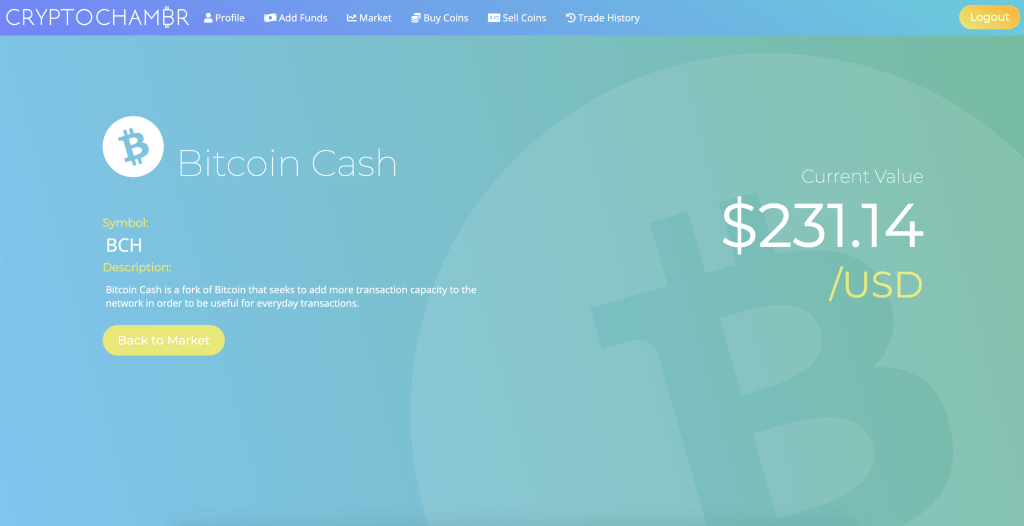 CRYPTOCHAMBR Profile Add Funds Market Buy Coins Sell Coins Trade History Logout
Bitcoin Cash
Current Value
$231.14
/USD
Symbol:
BCH
Description:
Bitcoin Cash is a fork of Bitcoin that seeks to add more transaction capacity to the
network in order to be useful for everyday transactions.
Back to Market